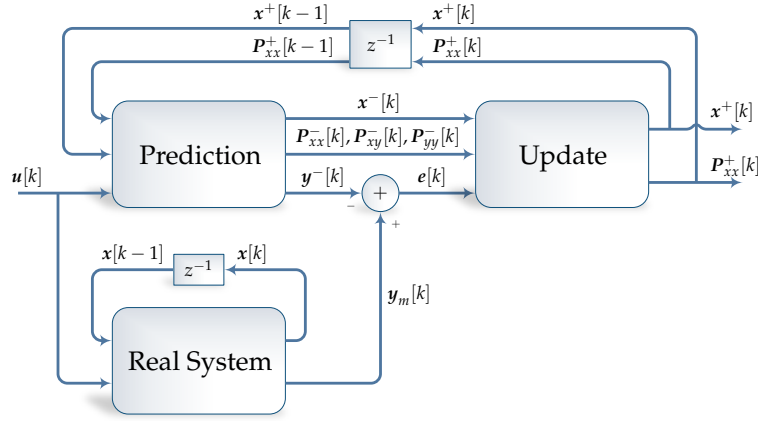 x⁺[k−1]
x⁺[k]
z⁻¹
P⁺ₓₓ[k−1]
P⁺ₓₓ[k]
x⁻[k]
x⁺[k]
Prediction
P⁻ₓₓ[k], P⁻ₓᵧ[k], P⁻ᵧᵧ[k]
Update
u[k]
y⁻[k]
+
e[k]
P⁺ₓₓ[k]
−
+
x[k−1]
z⁻¹
x[k]
yₘ[k]
Real System